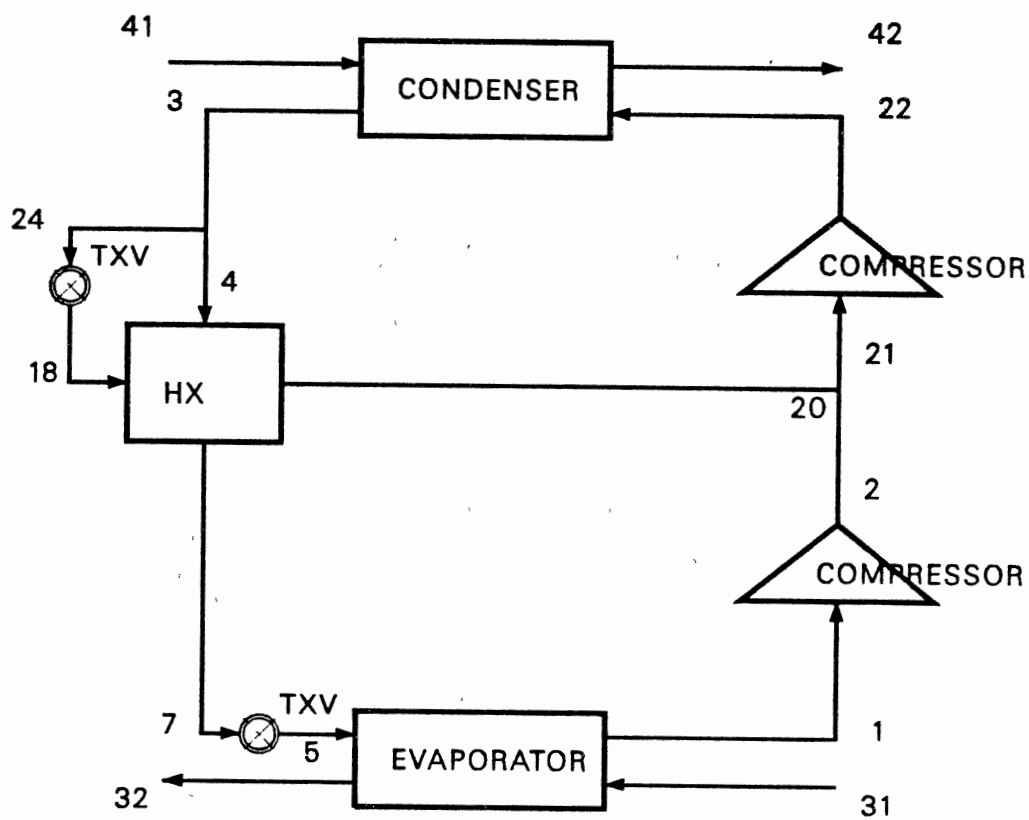 41
42
CONDENSER
3
22
24
TXV
COMPRESSOR
4
21
18
HX
20
2
COMPRESSOR
TXV
7
5
1
EVAPORATOR
32
31